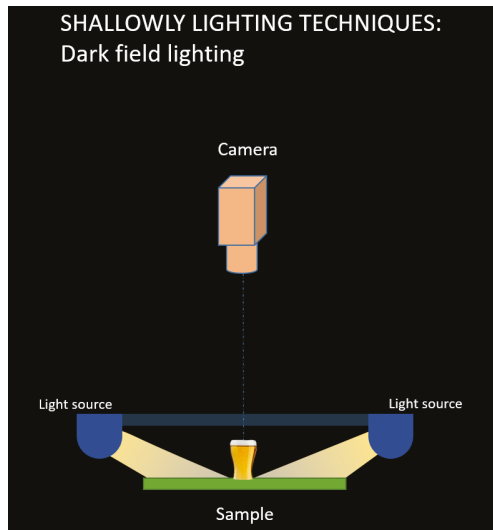 SHALLOWLY LIGHTING TECHNIQUES:
Dark field lighting
Camera
Light source
Light source
Sample